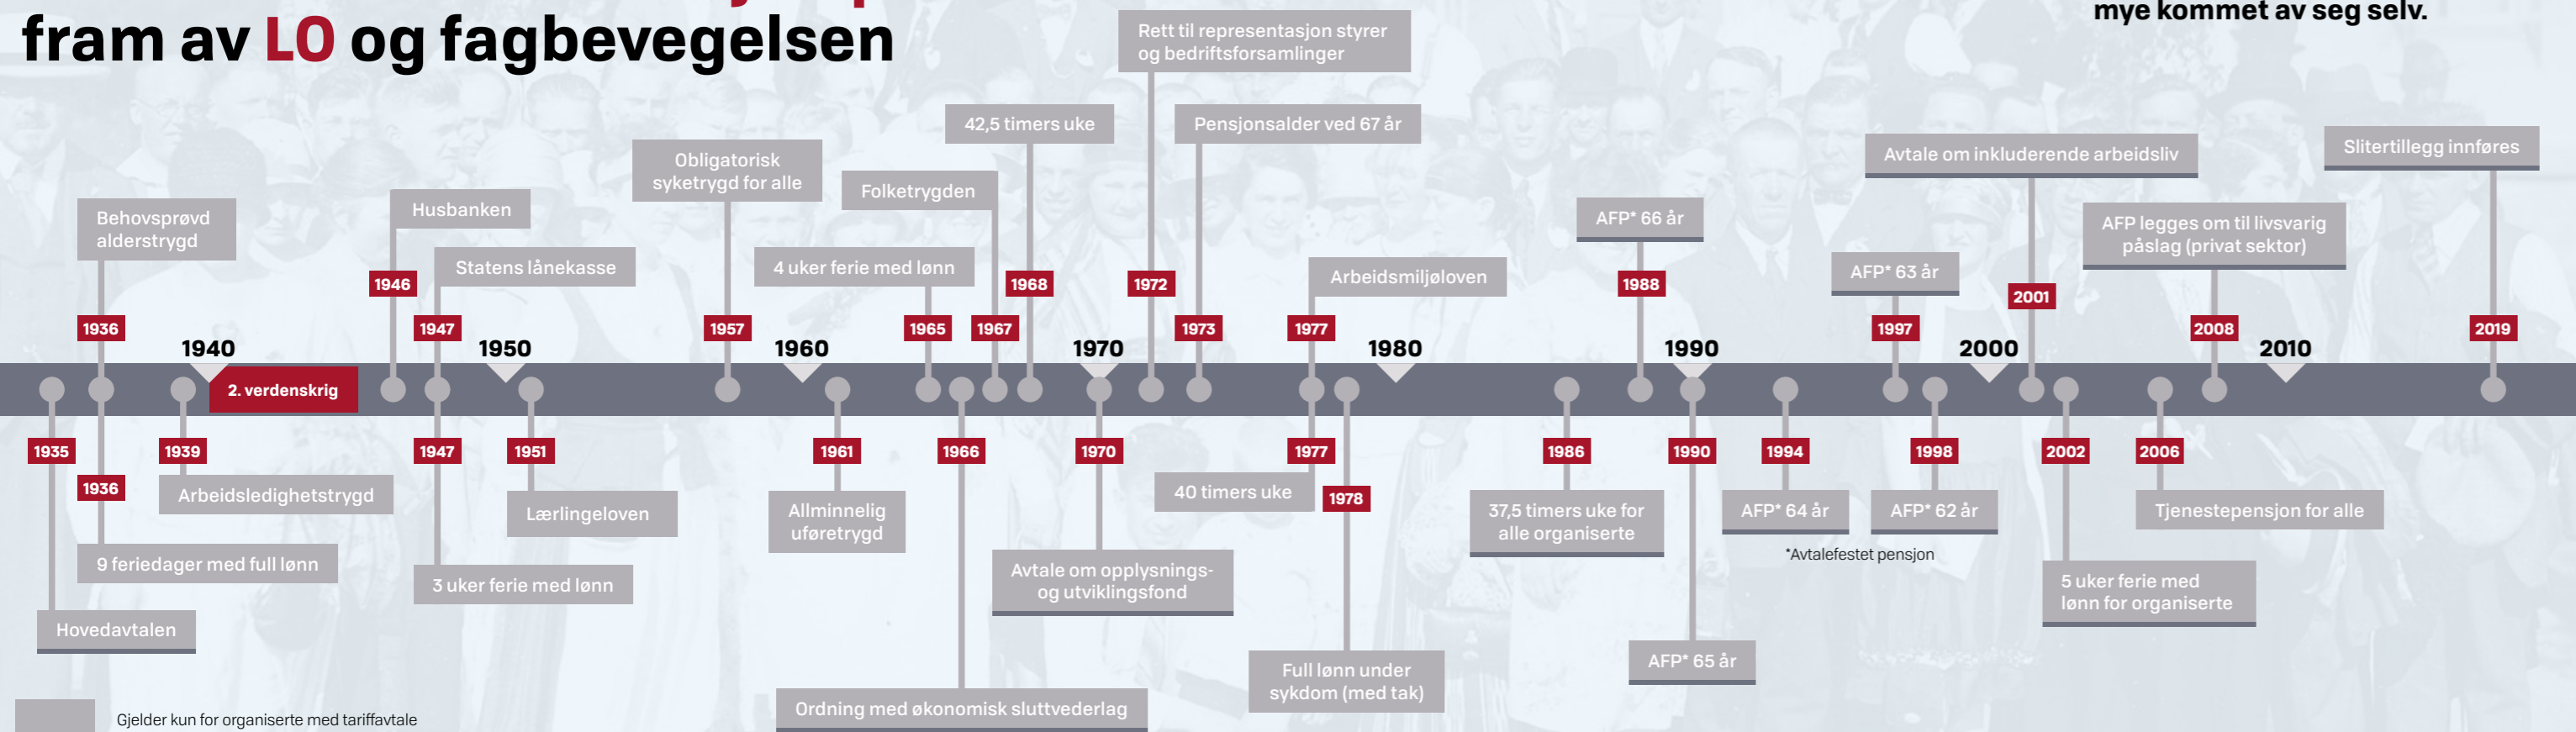 fram av LO og fagbevegelsen
mye kommet av seg selv.
Rett til representasjon styrer
og bedriftsforsamlinger
42,5 timers uke
Pensjonsalder ved 67 år
Slitertillegg innføres
Obligatorisk
syketrygd for alle
Avtale om inkluderende arbeidsliv
Folketrygden
Behovsprøvd
alderstrygd
Husbanken
AFP* 66 år
AFP legges om til livsvarig
påslag (privat sektor)
Statens lånekasse
4 uker ferie med lønn
Arbeidsmiljøloven
AFP* 63 år
1946
1968
1972
1988
2001
1936
1947
1957
1965
1967
1973
1977
1997
2008
2019
1940
1950
1960
1970
1980
1990
2000
2010
2. verdenskrig
1935
1939
1947
1951
1961
1966
1970
1977
1986
1990
1994
1998
2002
2006
1936
1978
Arbeidsledighetstrygd
40 timers uke
Lærlingeloven
Allminnelig
uføretrygd
37,5 timers uke for
alle organiserte
AFP* 64 år
AFP* 62 år
Tjenestepensjon for alle
*Avtalefestet pensjon
9 feriedager med full lønn
3 uker ferie med lønn
Avtale om opplysnings-
og utviklingsfond
5 uker ferie med
lønn for organiserte
Hovedavtalen
Full lønn under
sykdom (med tak)
AFP* 65 år
Ordning med økonomisk sluttvederlag
Gjelder kun for organiserte med tariffavtale